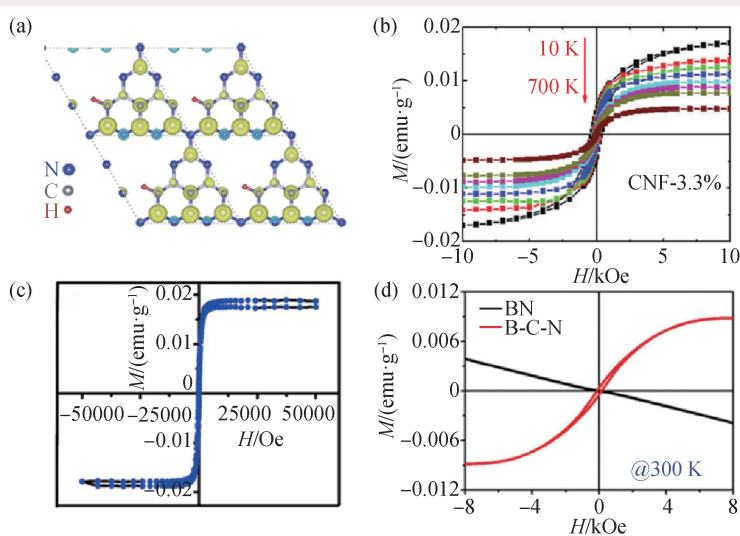 (a)
N
C
H
(b)
0.02
0.01
0
−0.01
−0.02
M/(emu·g⁻¹)
10 K
700 K
CNF-3.3%
−10
−5
0
5
10
H/kOe
(c)
0.02
0.01
−0.01
−0.02
M/(emu·g⁻¹)
−50000
−25000
25000
50000
H/Oe
(d)
0.012
0.006
0
−0.006
−0.012
M/(emu·g⁻¹)
BN
B-C-N
@300 K
−8
−4
0
4
8
H/kOe